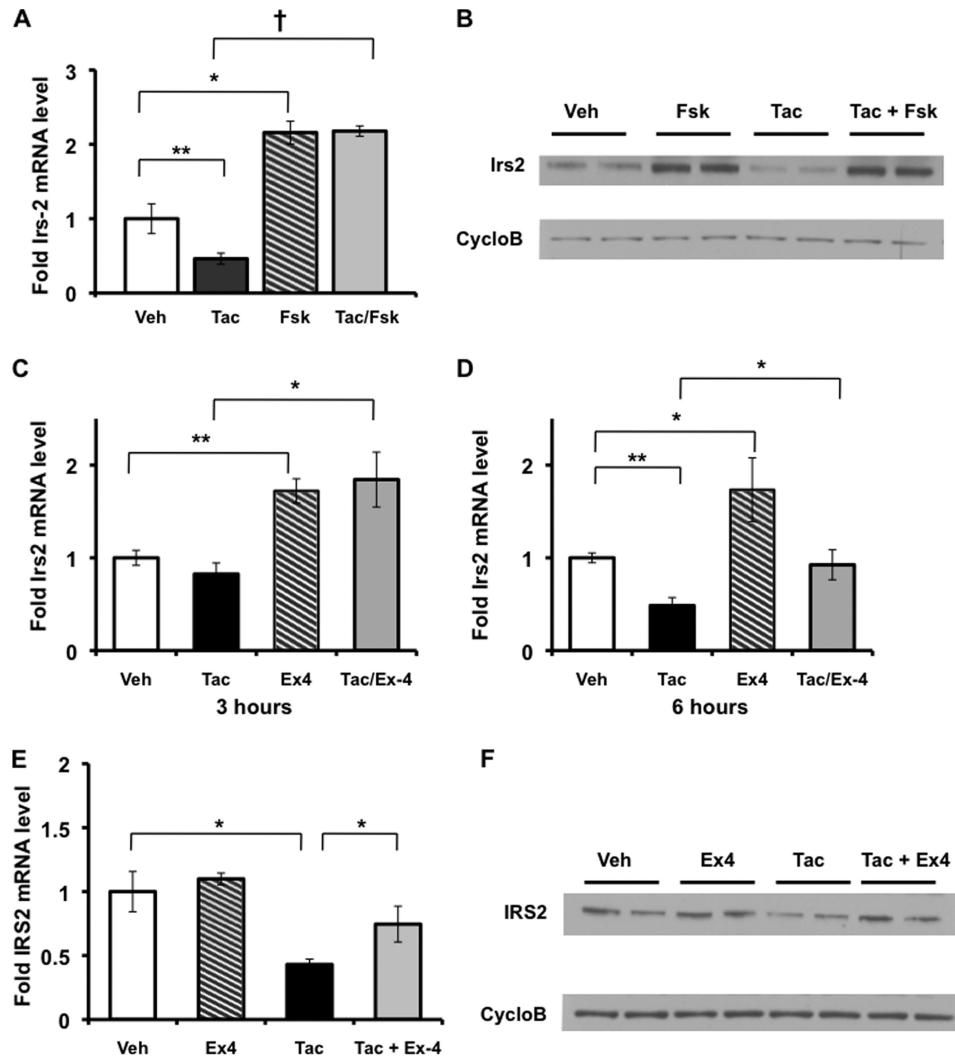 A
†
*
**
Fold Irs-2 mRNA level
3
2
1
0
Veh Tac Fsk Tac/Fsk
B
Veh Fsk Tac Tac + Fsk
Irs2
CycloB
C
*
**
Fold Irs2 mRNA level
2
1
0
Veh Tac Ex4 Tac/Ex-4
3 hours
D
*
*
**
Fold Irs2 mRNA level
2
1
0
Veh Tac Ex4 Tac/Ex-4
6 hours
E
* *
Fold IRS2 mRNA level
2
1.5
1
0.5
0
Veh Ex4 Tac Tac + Ex-4
F
Veh Ex4 Tac Tac + Ex4
IRS2
CycloB